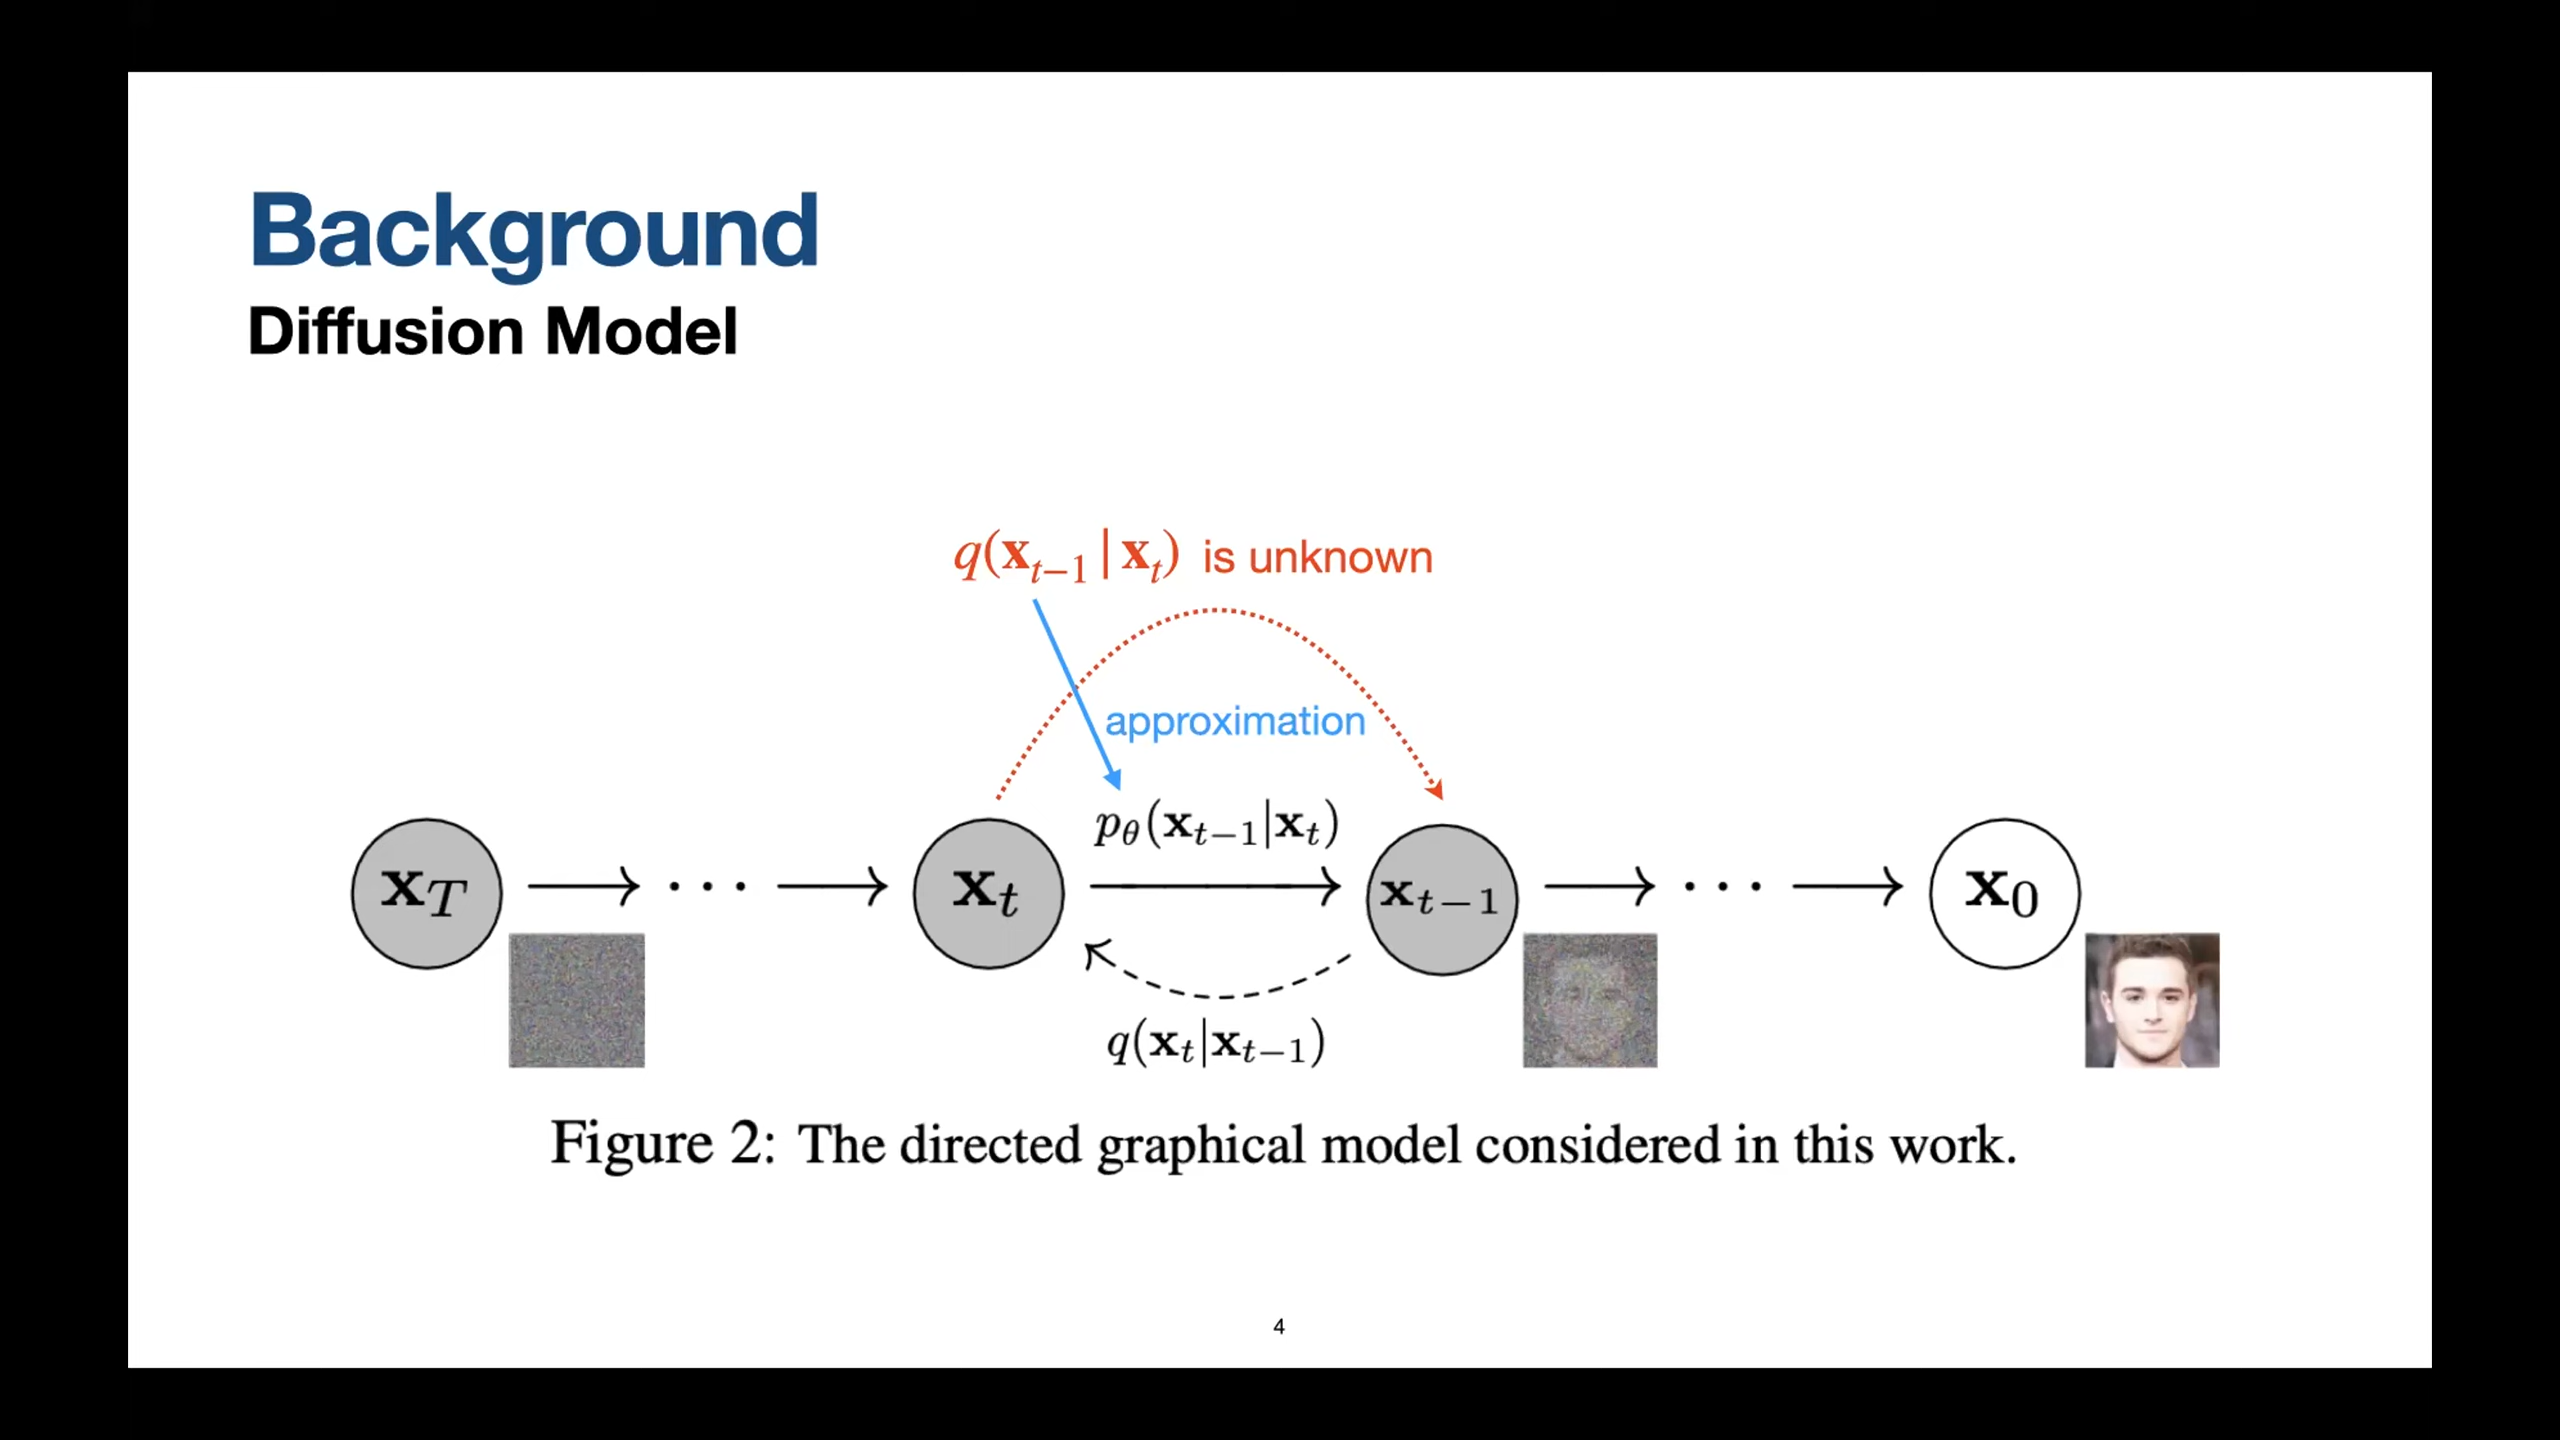 Background
Diffusion Model
q(x_{t−1} | x_t) is unknown
approximation
p_θ(x_{t−1}|x_t)
x_T ⟶ ··· ⟶ x_t ⟶ x_{t−1} ⟶ ··· ⟶ x_0
q(x_t|x_{t−1})
Figure 2: The directed graphical model considered in this work.
4